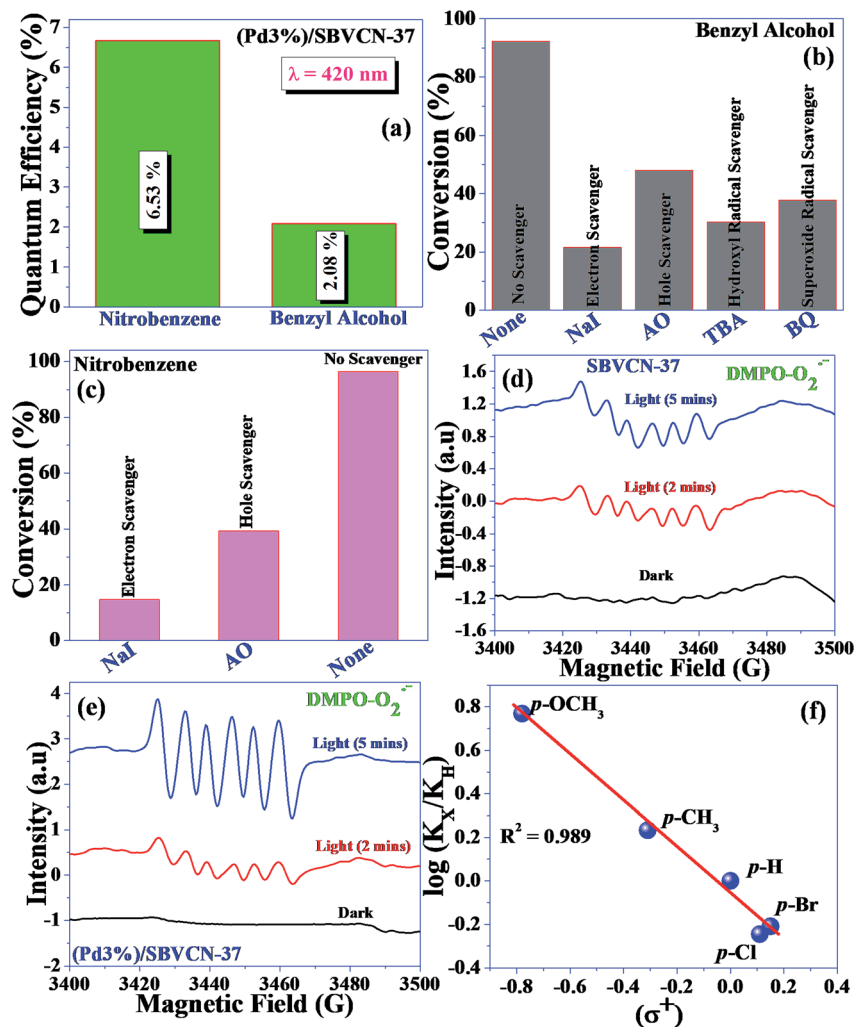 (Pd3%)/SBVCN-37
λ = 420 nm
(a)
Quantum Efficiency (%)
7
6
5
4
3
2
1
0
6.53 %
2.08 %
Nitrobenzene
Benzyl Alcohol
Benzyl Alcohol
(b)
Conversion (%)
100
80
60
40
20
0
No Scavenger
Electron Scavenger
Hole Scavenger
Hydroxyl Radical Scavenger
Superoxide Radical Scavenger
None
NaI
AO
TBA
BQ
Nitrobenzene
(c)
Conversion (%)
100
80
60
40
20
0
Electron Scavenger
Hole Scavenger
No Scavenger
NaI
AO
None
SBVCN-37
(d)
DMPO-O₂•−
Intensity (a.u)
1.6
1.2
0.8
0.4
0.0
-0.4
-0.8
-1.2
-1.6
Light (5 mins)
Light (2 mins)
Dark
3400 3420 3440 3460 3480 3500
Magnetic Field (G)
(e)
DMPO-O₂•−
Intensity (a.u)
4
3
2
1
0
-1
-2
Light (5 mins)
Light (2 mins)
Dark
(Pd3%)/SBVCN-37
3400 3420 3440 3460 3480 3500
Magnetic Field (G)
(f)
log (K_X/K_H)
0.8
0.6
0.4
0.2
0.0
-0.2
-0.4
p-OCH₃
p-CH₃
R² = 0.989
p-H
p-Br
p-Cl
-0.8 -0.6 -0.4 -0.2 0.0 0.2 0.4
(σ⁺)